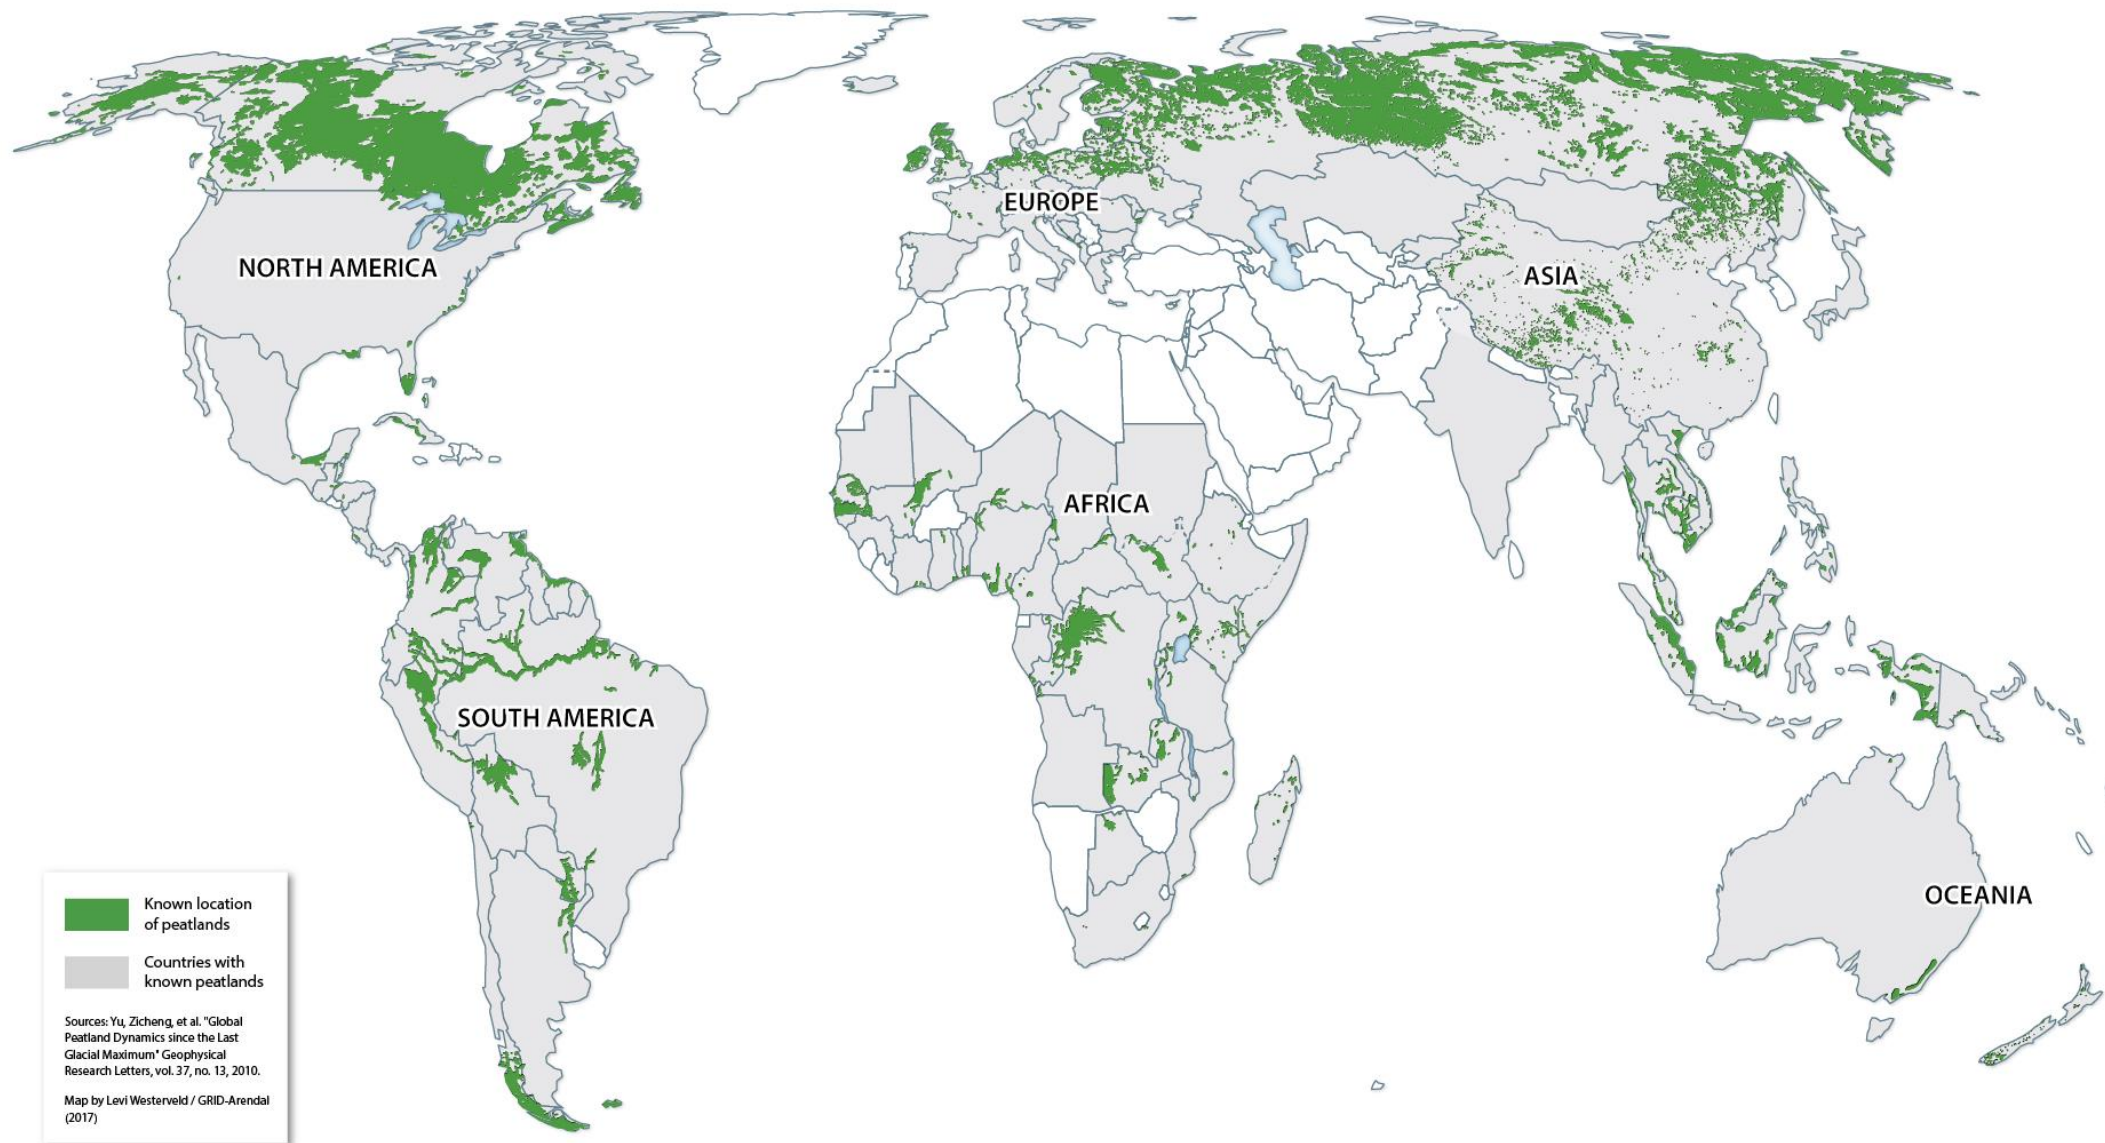 EUROPE
NORTH AMERICA
ASIA
AFRICA
SOUTH AMERICA
OCEANIA
Known location
of peatlands
Countries with
known peatlands
Sources: Yu, Zicheng, et al. "Global
Peatland Dynamics since the Last
Glacial Maximum" Geophysical
Research Letters, vol. 37, no. 13, 2010.
Map by Levi Westerveld / GRID-Arendal
(2017)